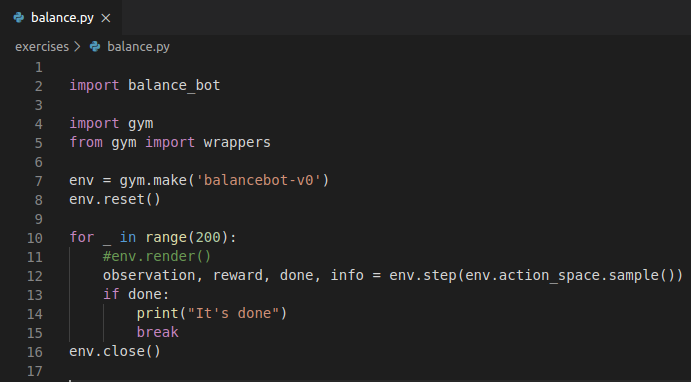 balance.py ×
exercises > balance.py
1
2 import balance_bot
3
4 import gym
5 from gym import wrappers
6
7 env = gym.make('balancebot-v0')
8 env.reset()
9
10 for _ in range(200):
11     #env.render()
12     observation, reward, done, info = env.step(env.action_space.sample())
13     if done:
14         print("It's done")
15         break
16 env.close()
17